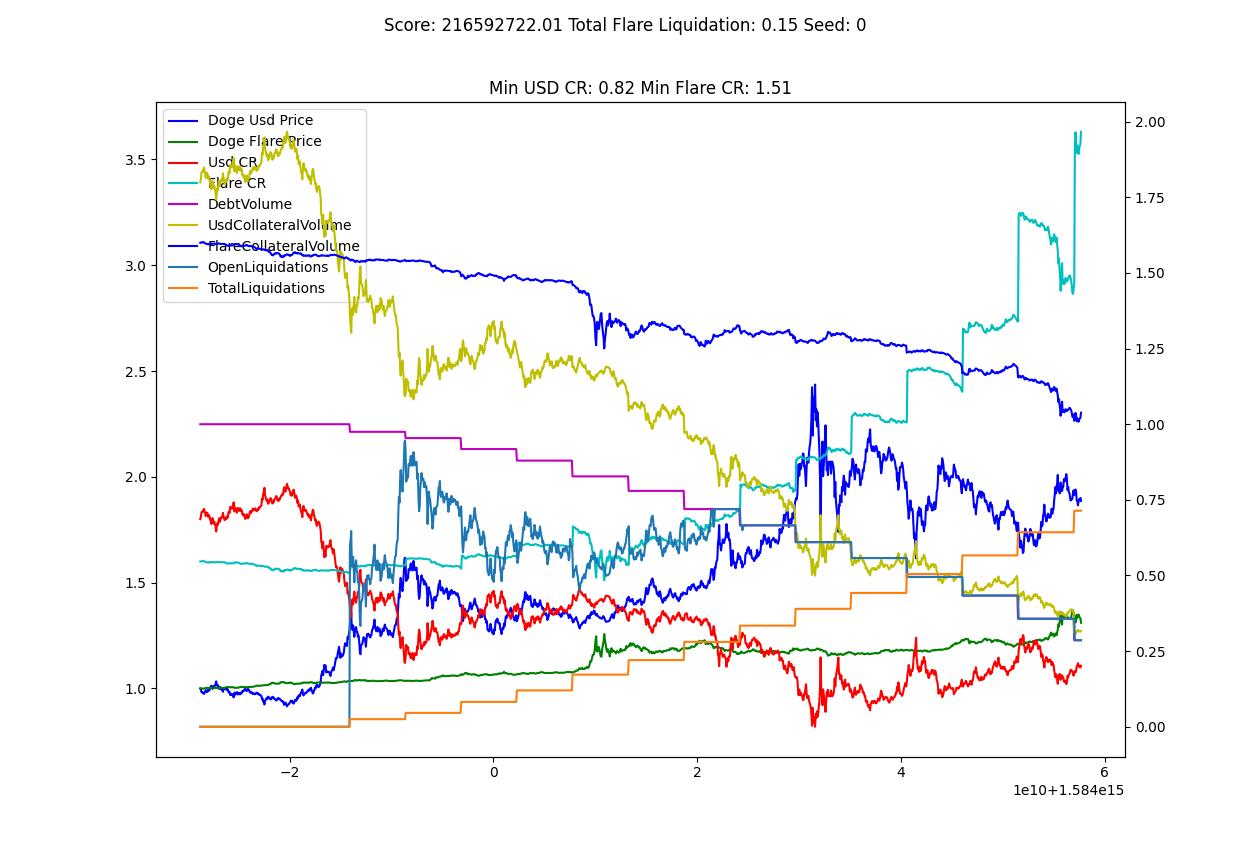 Score: 216592722.01 Total Flare Liquidation: 0.15 Seed: 0
Min USD CR: 0.82 Min Flare CR: 1.51
Doge Usd Price
Doge Flare Price
Usd CR
Flare CR
DebtVolume
UsdCollateralVolume
FlareCollateralVolume
OpenLiquidations
TotalLiquidations
3.5
3.0
2.5
2.0
1.5
1.0
2.00
1.75
1.50
1.25
1.00
0.75
0.50
0.25
0.00
−2
0
2
4
6
1e10+1.584e15